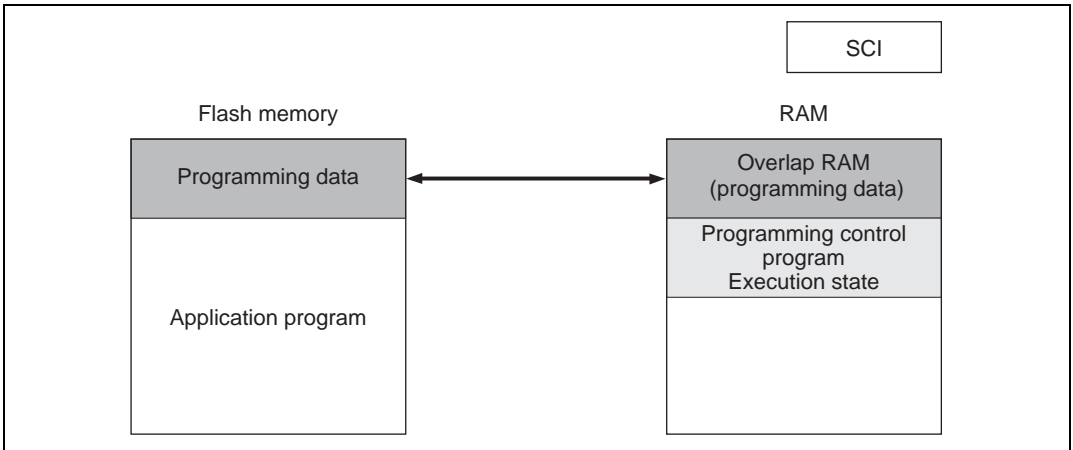 SCI
Flash memory
RAM
Programming data
Overlap RAM
(programming data)
Programming control
program
Execution state
Application program